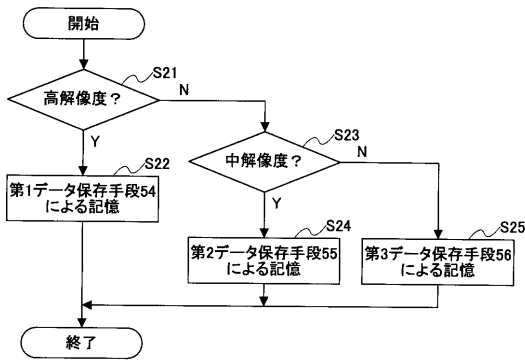 開始
S21
高解像度?
N
Y
S23
中解像度?
N
Y
S22
第1データ保存手段54
による記憶
S24
第2データ保存手段55
による記憶
S25
第3データ保存手段56
による記憶
終了